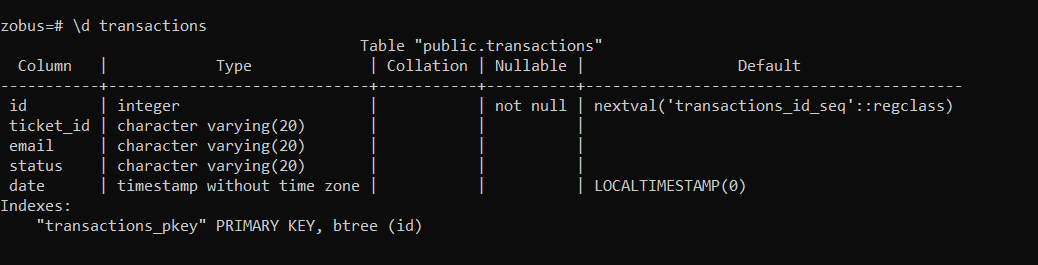 zobus=# \d transactions
                                    Table "public.transactions"
  Column   |            Type             | Collation | Nullable |                 Default
-----------+-----------------------------+-----------+----------+------------------------------------------
 id        | integer                     |           | not null | nextval('transactions_id_seq'::regclass)
 ticket_id | character varying(20)       |           |          |
 email     | character varying(20)       |           |          |
 status    | character varying(20)       |           |          |
 date      | timestamp without time zone |           |          | LOCALTIMESTAMP(0)
Indexes:
    "transactions_pkey" PRIMARY KEY, btree (id)